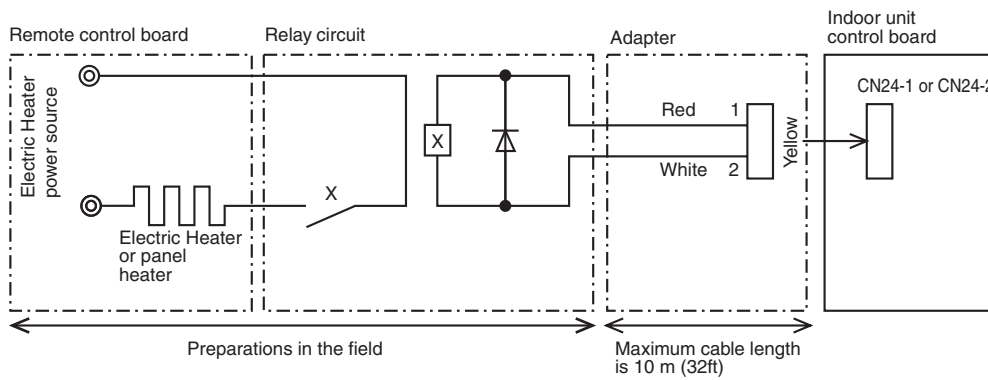 Remote control board
Relay circuit
Adapter
Indoor unit
control board
Electric Heater
power source
X
X
Electric Heater
or panel
heater
Red
1
White
2
Yellow
CN24-1 or CN24-2
Preparations in the field
Maximum cable length
is 10 m (32ft)